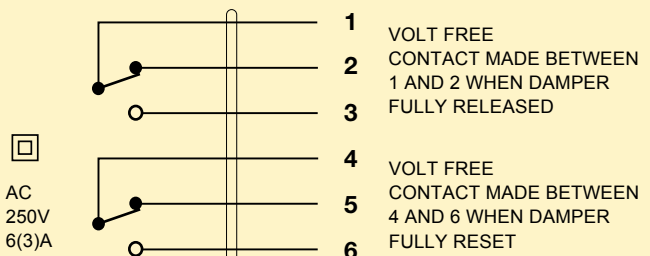 1
VOLT FREE
2
CONTACT MADE BETWEEN
1 AND 2 WHEN DAMPER
3
FULLY RELEASED
4
VOLT FREE
AC
CONTACT MADE BETWEEN
250V
5
4 AND 6 WHEN DAMPER
6(3)A
FULLY RESET
6